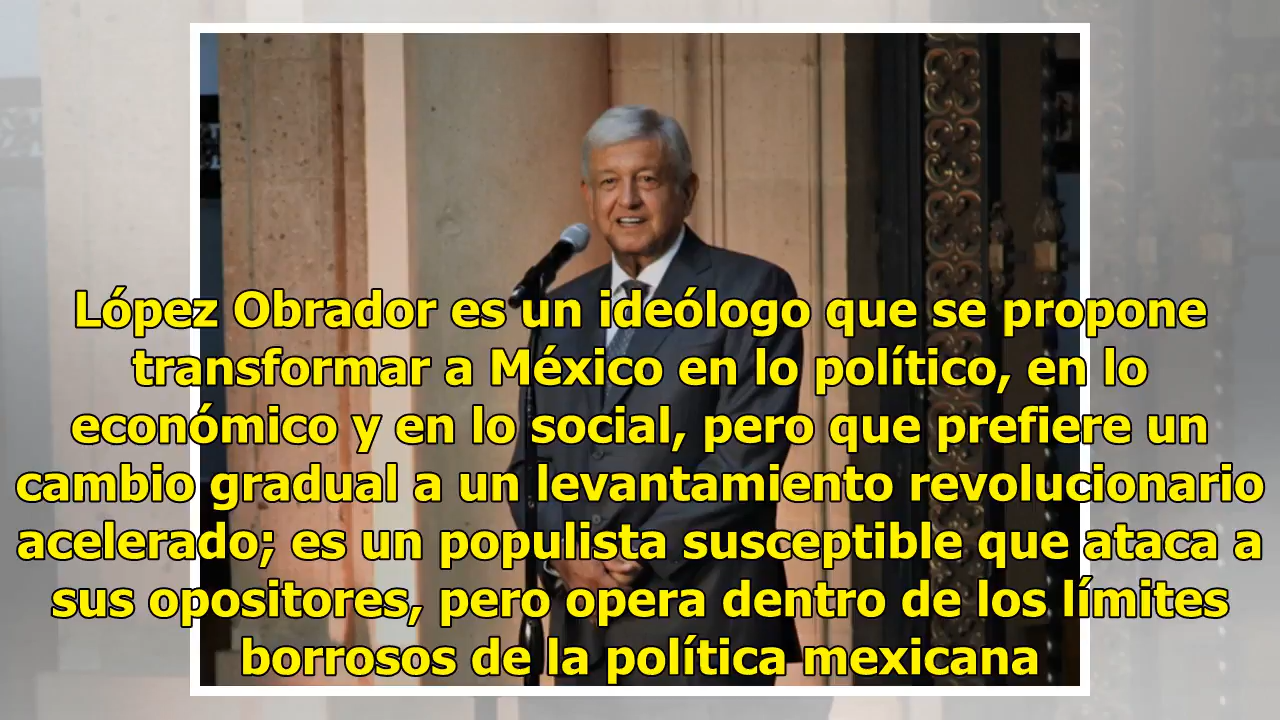 López Obrador es un ideólogo que se propone
transformar a México en lo político, en lo
económico y en lo social, pero que prefiere un
cambio gradual a un levantamiento revolucionario
acelerado; es un populista susceptible que ataca a
sus opositores, pero opera dentro de los límites
borrosos de la política mexicana